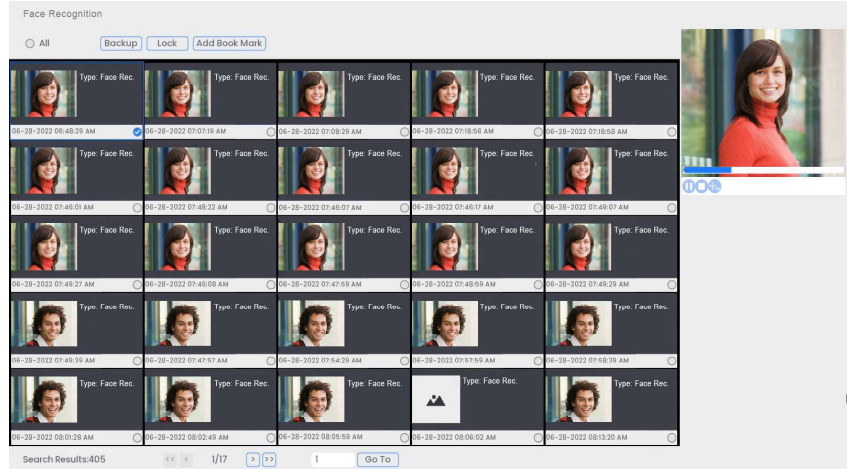 Face Recognition
All Backup Lock Add Book Mark
Type: Face Rec. Type: Face Rec. Type: Face Rec. Type: Face Rec. Type: Face Rec.
06-28-2022 06:48:29 AM 06-28-2022 07:07:19 AM 06-28-2022 07:08:29 AM 06-28-2022 07:18:56 AM 06-28-2022 07:18:58 AM
Type: Face Rec. Type: Face Rec. Type: Face Rec. Type: Face Rec. Type: Face Rec.
06-28-2022 07:46:01 AM 06-28-2022 07:48:22 AM 06-28-2022 07:46:07 AM 06-28-2022 07:46:17 AM 06-28-2022 07:49:07 AM
Type: Face Rec. Type: Face Rec. Type: Face Rec. Type: Face Rec. Type: Face Rec.
06-28-2022 07:49:27 AM 06-28-2022 07:46:08 AM 06-28-2022 07:47:59 AM 06-28-2022 07:48:59 AM 06-28-2022 07:49:29 AM
Type: Face Rec. Type: Face Rec. Type: Face Rec. Type: Face Rec. Type: Face Rec.
06-28-2022 07:49:39 AM 06-28-2022 07:47:57 AM 06-28-2022 07:54:29 AM 06-28-2022 07:57:59 AM 06-28-2022 07:58:39 AM
Type: Face Rec. Type: Face Rec. Type: Face Rec. Type: Face Rec. Type: Face Rec.
06-28-2022 08:01:28 AM 06-28-2022 08:02:49 AM 06-28-2022 08:05:59 AM 06-28-2022 08:06:02 AM 06-28-2022 08:13:20 AM
Search Results:405 << < 1/17 > >> 1 Go To